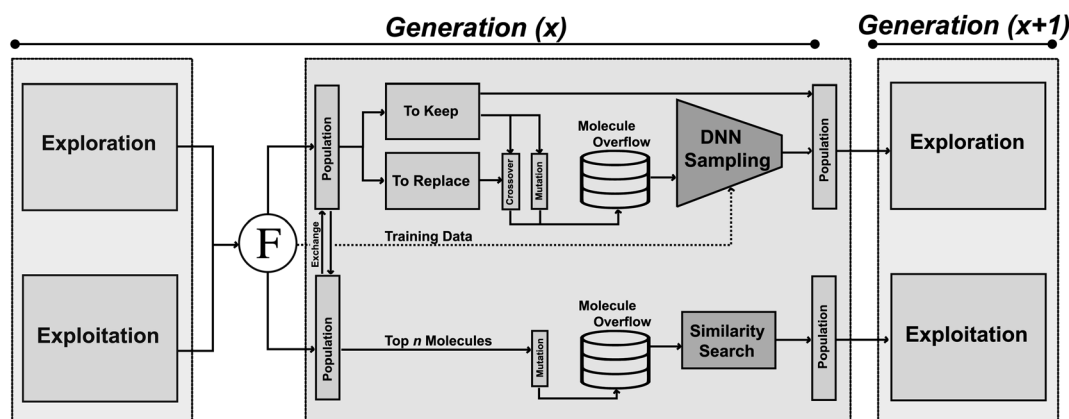 Generation (x)
Generation (x+1)
Exploration
Exploitation
F
Population
To Keep
To Replace
Crossover
Mutation
Molecule
Overflow
DNN
Sampling
Population
Exchange
Training Data
Population
Top n Molecules
Mutation
Molecule
Overflow
Similarity
Search
Population
Exploration
Exploitation